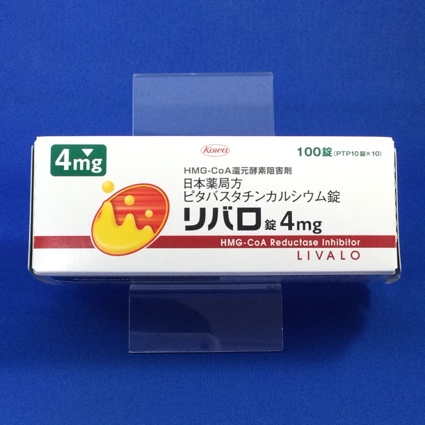 4mg
Kowa
100錠(PTP10錠×10)
HMG-CoA還元酵素阻害剤
日本薬局方
ピタバスタチンカルシウム錠
リバロ錠4mg
HMG-CoA Reductase Inhibitor
LIVALO